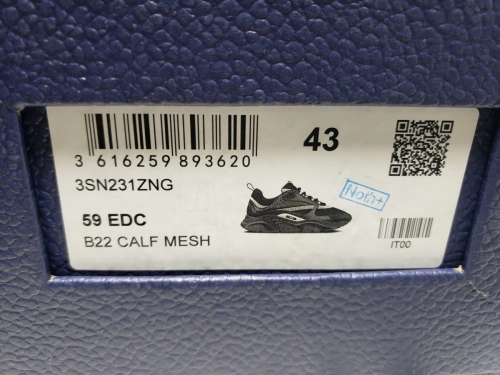 43
3 616259 893620
3SN231ZNG
59 EDC
B22 CALF MESH
IT00